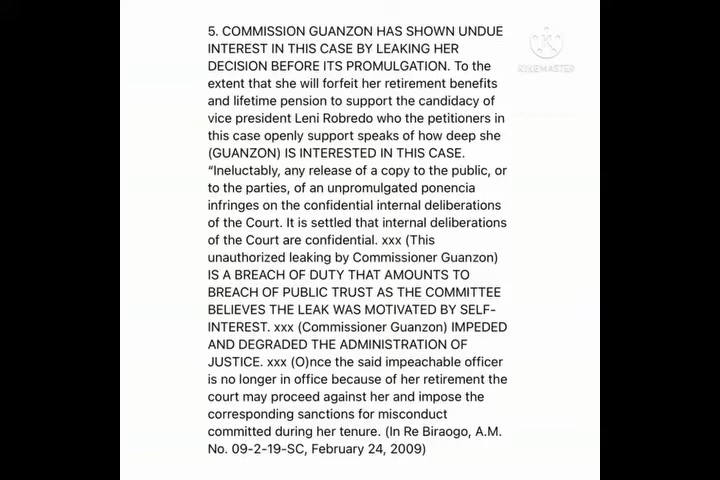 5. COMMISSION GUANZON HAS SHOWN UNDUE
INTEREST IN THIS CASE BY LEAKING HER
DECISION BEFORE ITS PROMULGATION. To the
extent that she will forfeit her retirement benefits
and lifetime pension to support the candidacy of
vice president Leni Robredo who the petitioners in
this case openly support speaks of how deep she
(GUANZON) IS INTERESTED IN THIS CASE.
“Ineluctably, any release of a copy to the public, or
to the parties, of an unpromulgated ponencia
infringes on the confidential internal deliberations
of the Court. It is settled that internal deliberations
of the Court are confidential. xxx (This
unauthorized leaking by Commissioner Guanzon)
IS A BREACH OF DUTY THAT AMOUNTS TO
BREACH OF PUBLIC TRUST AS THE COMMITTEE
BELIEVES THE LEAK WAS MOTIVATED BY SELF-
INTEREST. xxx (Commissioner Guanzon) IMPEDED
AND DEGRADED THE ADMINISTRATION OF
JUSTICE. xxx (O)nce the said impeachable officer
is no longer in office because of her retirement the
court may proceed against her and impose the
corresponding sanctions for misconduct
committed during her tenure. (In Re Biraogo, A.M.
No. 09-2-19-SC, February 24, 2009)
KINEMASTER